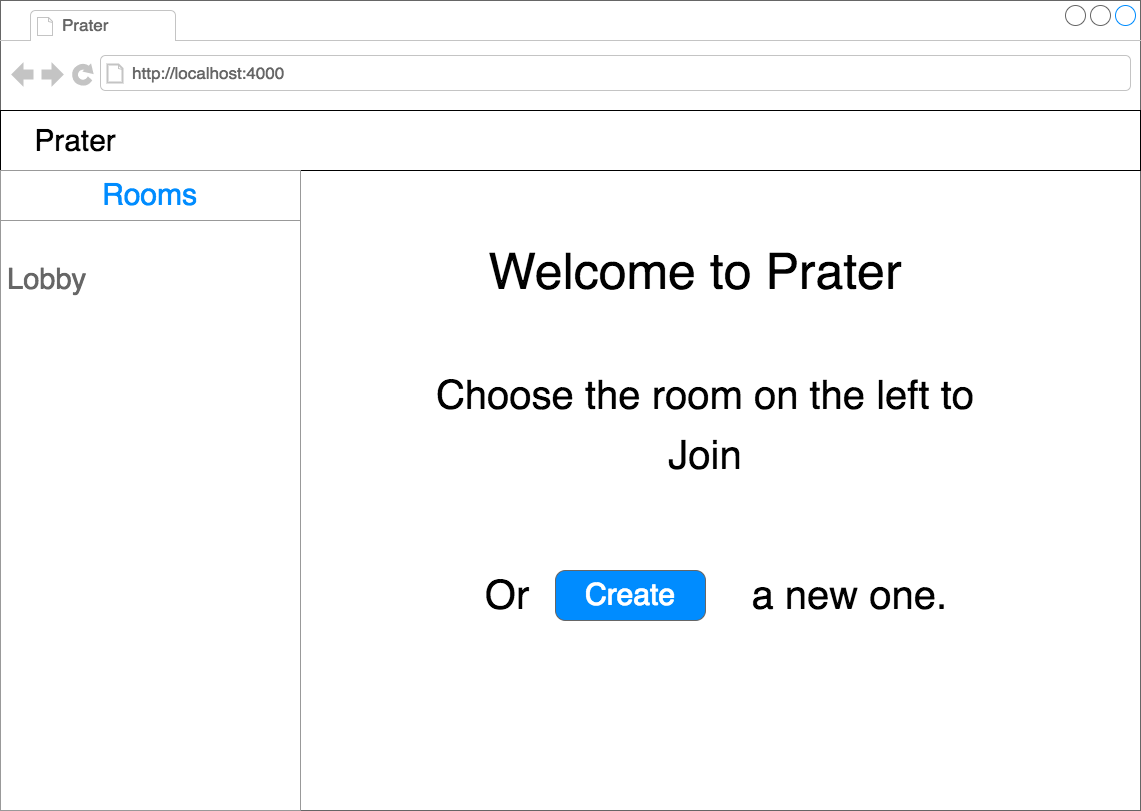 Prater
http://localhost:4000
Prater
Rooms
Lobby
Welcome to Prater
Choose the room on the left to
Join
Or Create a new one.